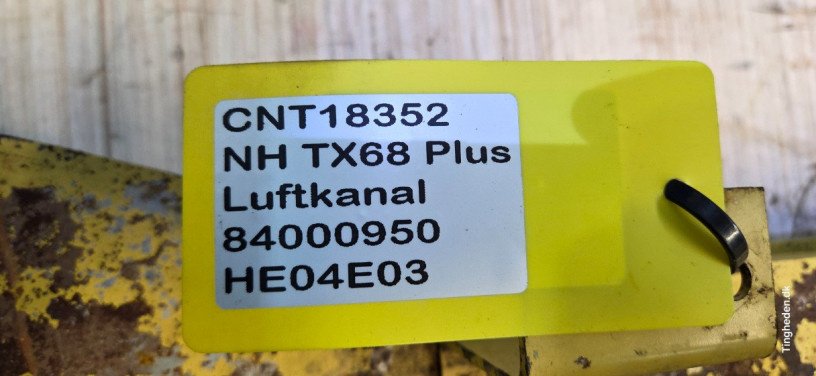 CNT18352
NH TX68 Plus
Luftkanal
84000950
HE04E03
Tingheden.dk